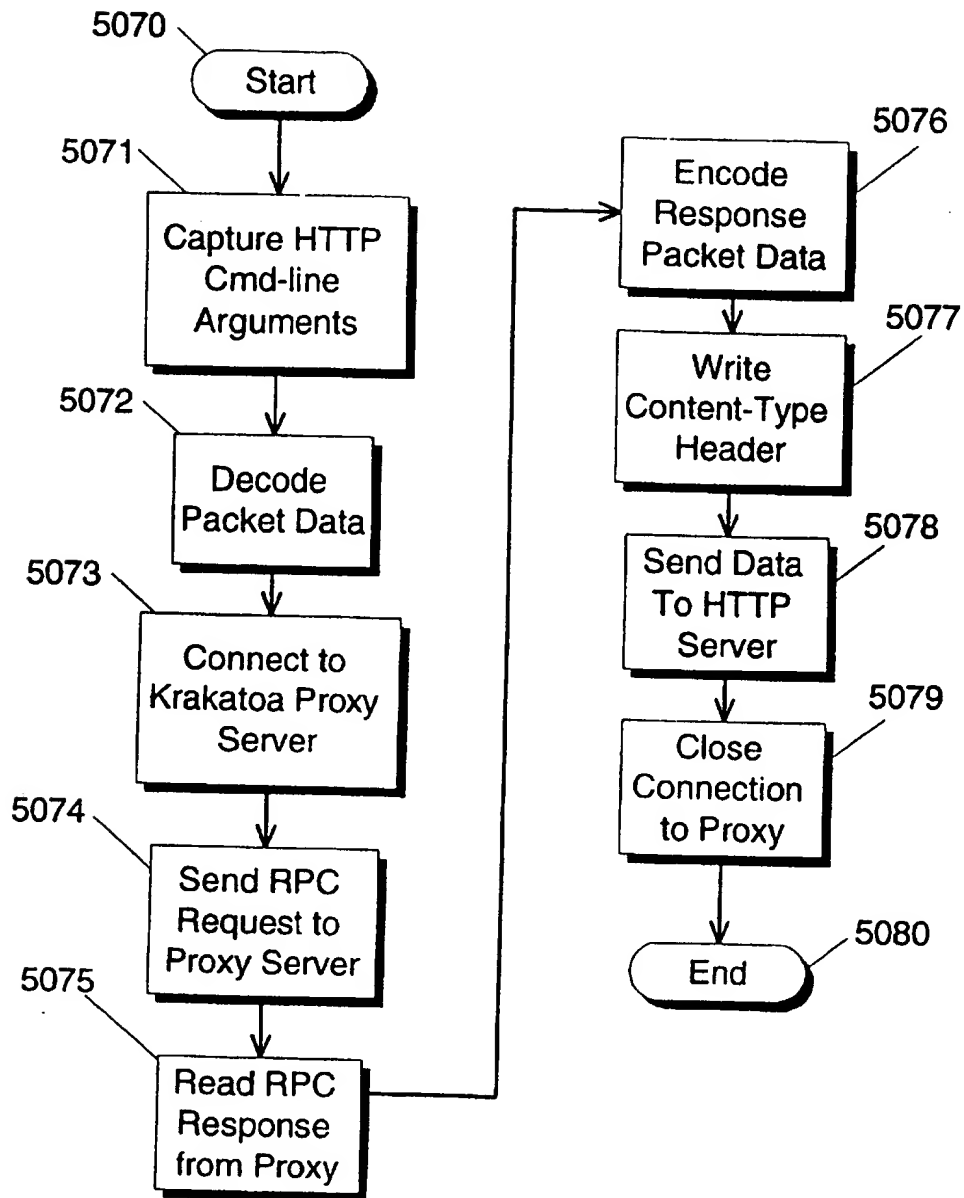 5070
Start
5071
Capture HTTP
Cmd-line
Arguments
5072
Decode
Packet Data
5073
Connect to
Krakatoa Proxy
Server
5074
Send RPC
Request to
Proxy Server
5075
Read RPC
Response
from Proxy
5076
Encode
Response
Packet Data
5077
Write
Content-Type
Header
5078
Send Data
To HTTP
Server
5079
Close
Connection
to Proxy
5080
End